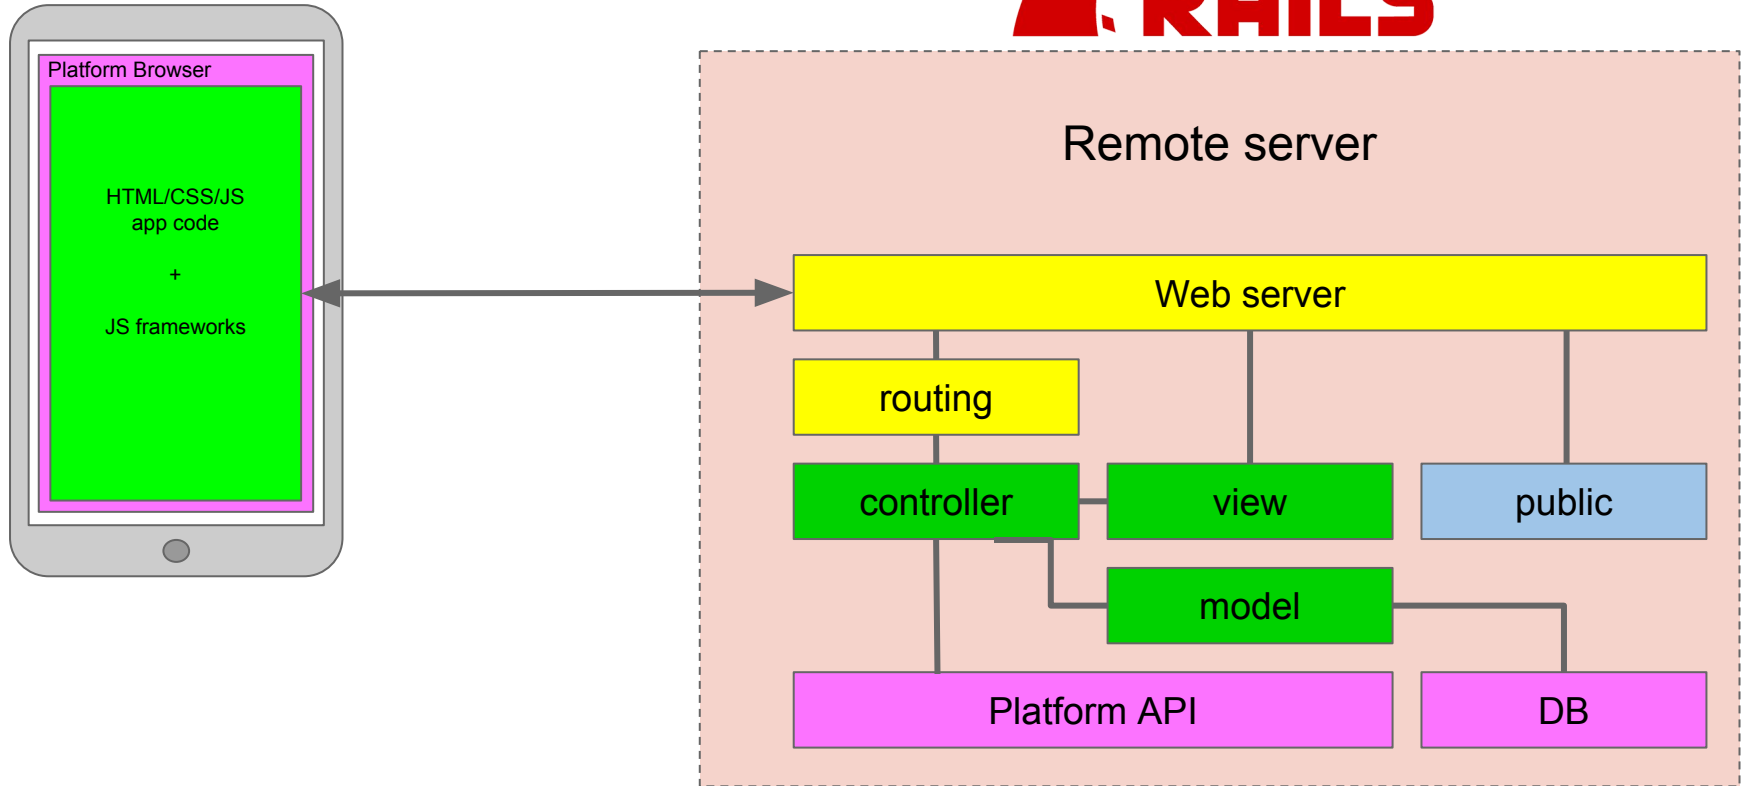 RAILS
Platform Browser
HTML/CSS/JS
app code
+
JS frameworks
Remote server
Web server
routing
controller
view
public
model
Platform API
DB